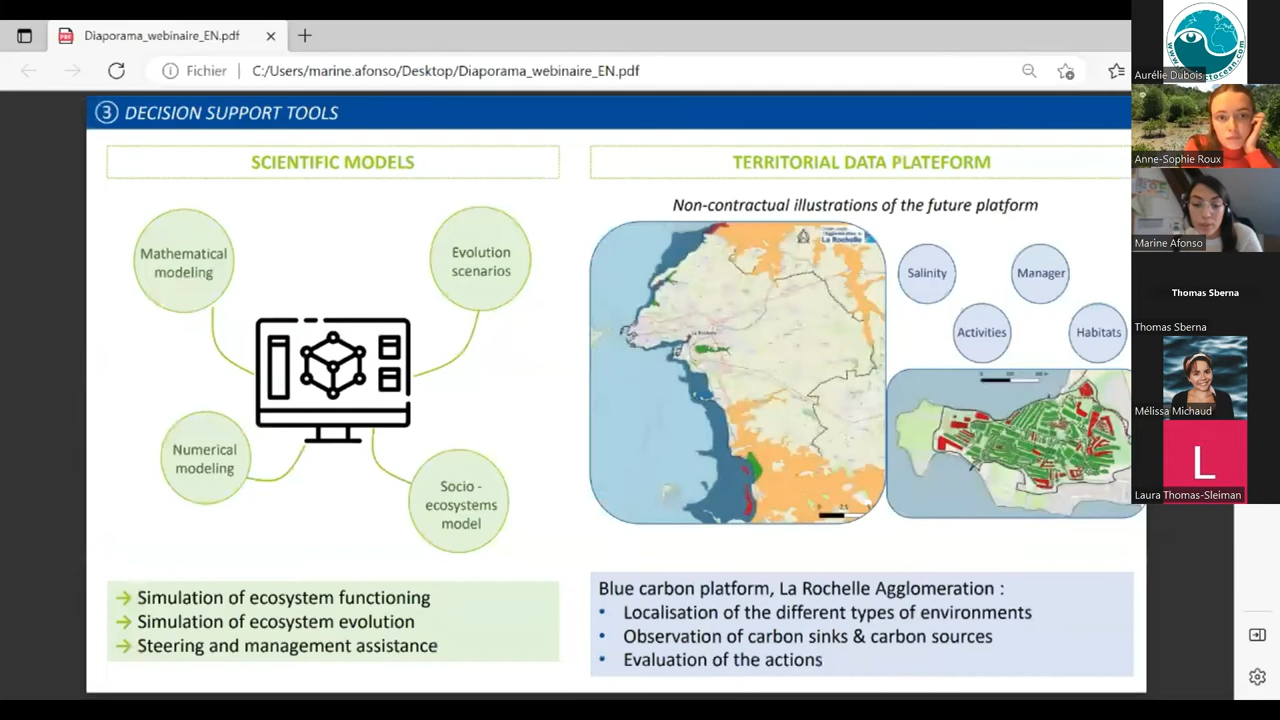 Diaporama_webinaire_EN.pdf
Fichier
C:/Users/marine.afonso/Desktop/Diaporama_webinaire_EN.pdf
3 DECISION SUPPORT TOOLS
SCIENTIFIC MODELS
Mathematical
modeling
Evolution
scenarios
Numerical
modeling
Socio -
ecosystems
model
→ Simulation of ecosystem functioning
→ Simulation of ecosystem evolution
→ Steering and management assistance
TERRITORIAL DATA PLATEFORM
Non-contractual illustrations of the future platform
La Rochelle
Salinity
Manager
Activities
Habitats
Blue carbon platform, La Rochelle Agglomeration :
• Localisation of the different types of environments
• Observation of carbon sinks & carbon sources
• Evaluation of the actions
Aurélie Dubois
Anne-Sophie Roux
Marine Afonso
Thomas Sberna
Thomas Sberna
Mélissa Michaud
L
Laura Thomas-Sleiman